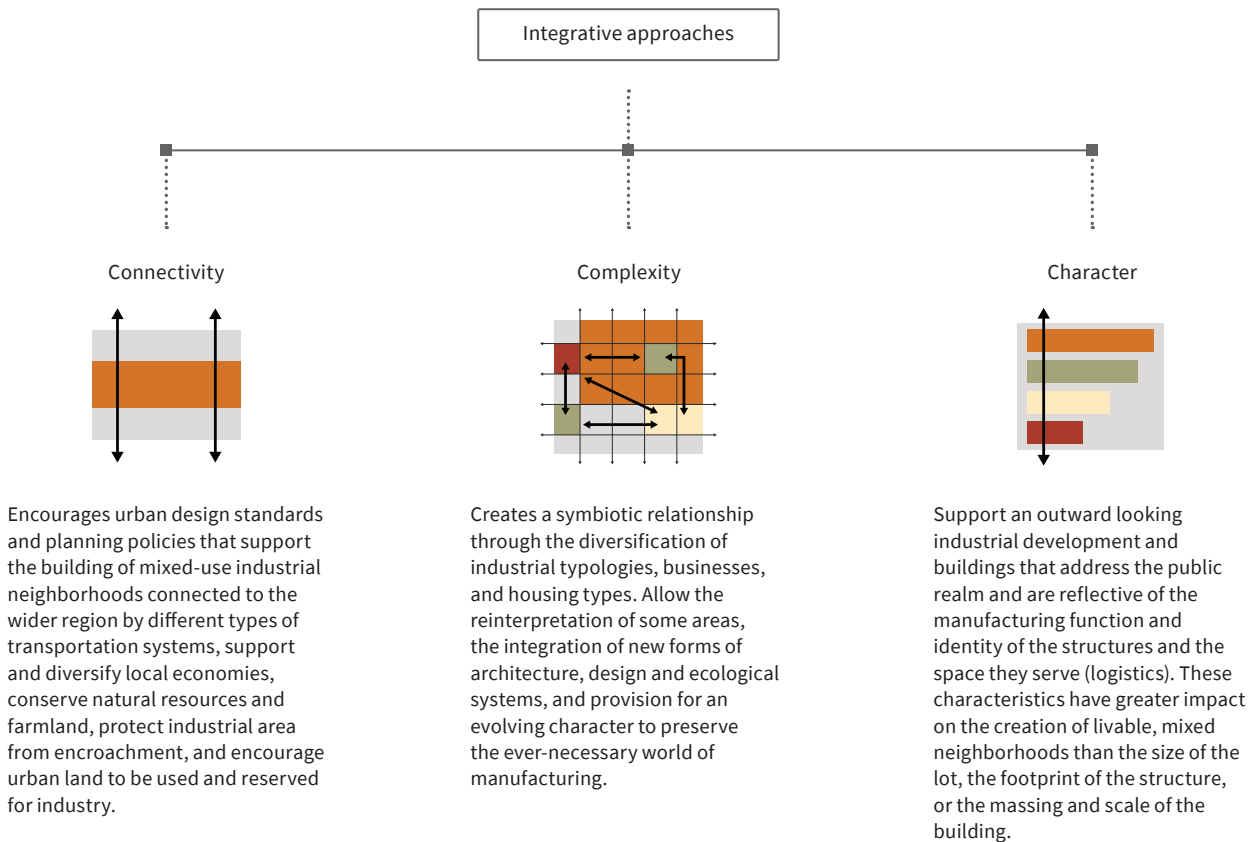 Integrative approaches
Connectivity
Encourages urban design standards
and planning policies that support
the building of mixed-use industrial
neighborhoods connected to the
wider region by different types of
transportation systems, support
and diversify local economies,
conserve natural resources and
farmland, protect industrial area
from encroachment, and encourage
urban land to be used and reserved
for industry.
Complexity
Creates a symbiotic relationship
through the diversification of
industrial typologies, businesses,
and housing types. Allow the
reinterpretation of some areas,
the integration of new forms of
architecture, design and ecological
systems, and provision for an
evolving character to preserve
the ever-necessary world of
manufacturing.
Character
Support an outward looking
industrial development and
buildings that address the public
realm and are reflective of the
manufacturing function and
identity of the structures and the
space they serve (logistics). These
characteristics have greater impact
on the creation of livable, mixed
neighborhoods than the size of the
lot, the footprint of the structure,
or the massing and scale of the
building.